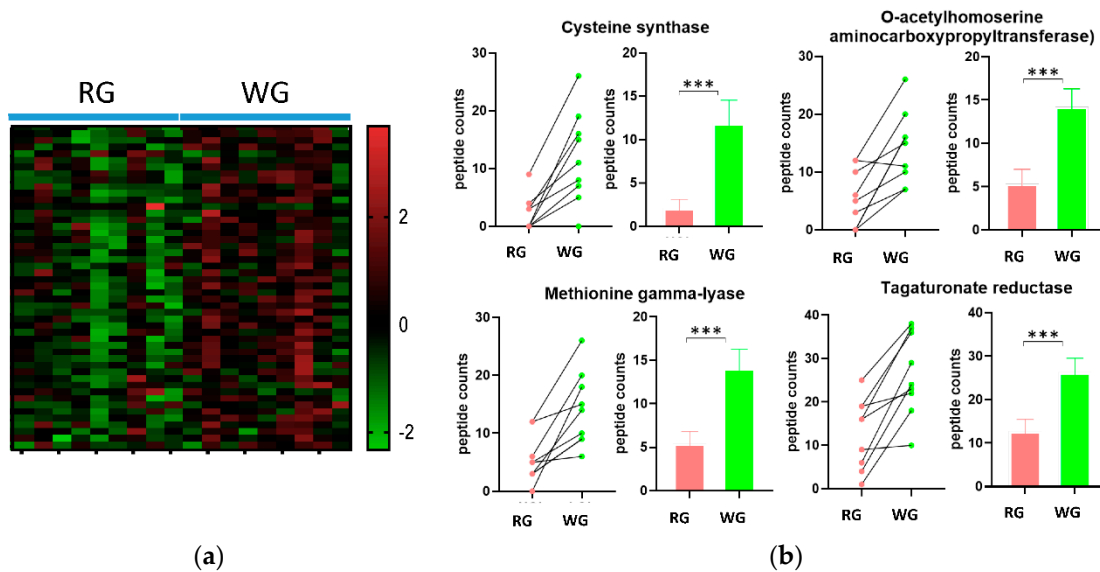 RG WG
2
0
-2
(a)
Cysteine synthase
peptide counts
30
20
10
0
RG WG
peptide counts
20
15
10
5
0
***
RG WG
O-acetylhomoserine
aminocarboxypropyltransferase)
peptide counts
30
20
10
0
RG WG
peptide counts
20
15
10
5
0
***
RG WG
Methionine gamma-lyase
peptide counts
30
20
10
0
RG WG
peptide counts
20
15
10
5
0
***
RG WG
Tagaturonate reductase
peptide counts
40
30
20
10
0
RG WG
peptide counts
40
30
20
10
0
***
RG WG
(b)